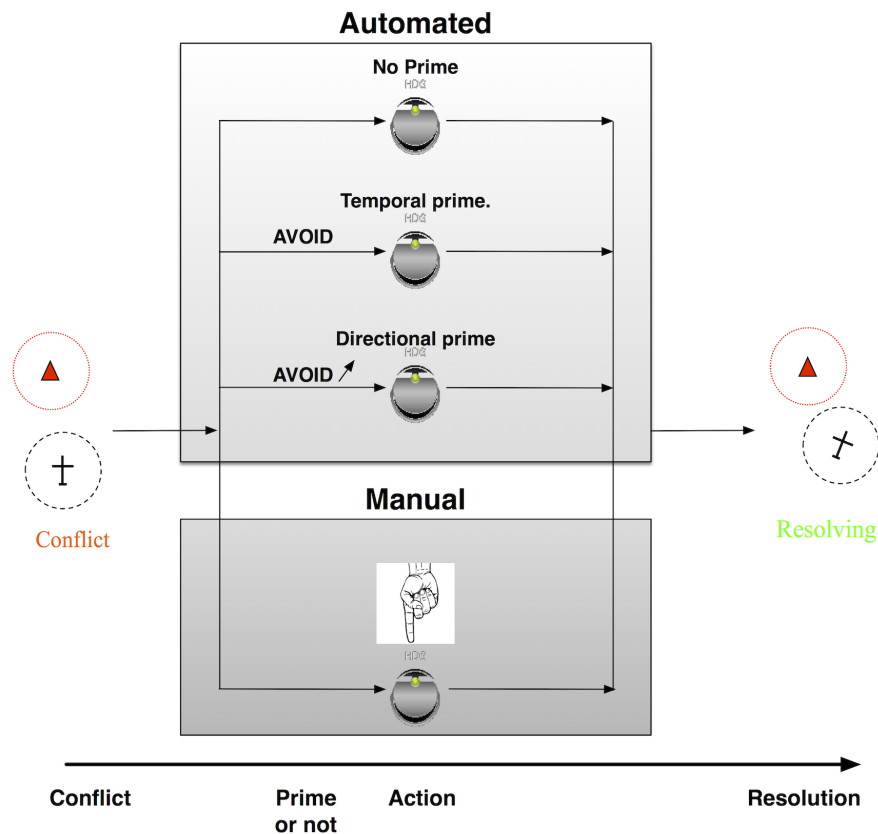 Automated
No Prime
HDG
Temporal prime.
HDG
AVOID
Directional prime
HDG
AVOID
Conflict
Resolving
Manual
HDG
Conflict
Prime
or not
Action
Resolution